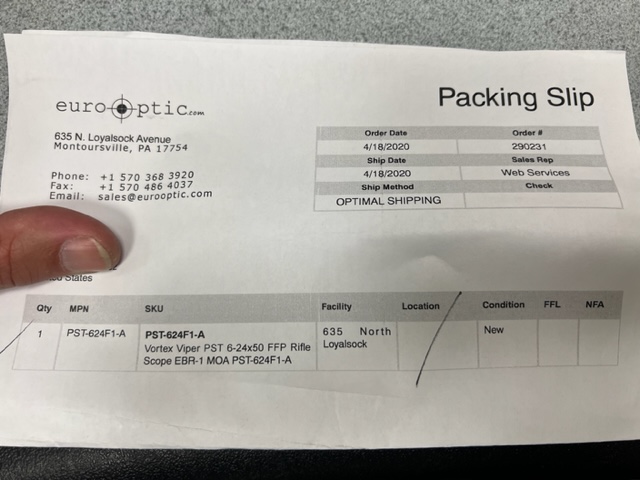 euro ptic.com
635 N. Loyalsock Avenue
Montoursville, PA 17754
Phone: +1 570 368 3920
Fax: +1 570 486 4037
Email: sales@eurooptic.com
Packing Slip
Order Date Order #
4/18/2020 290231
Ship Date Sales Rep
4/18/2020 Web Services
Ship Method Check
OPTIMAL SHIPPING
States
Qty MPN SKU Facility Location Condition FFL NFA
1 PST-624F1-A PST-624F1-A 635 North New
Vortex Viper PST 6-24x50 FFP Rifle Loyalsock
Scope EBR-1 MOA PST-624F1-A